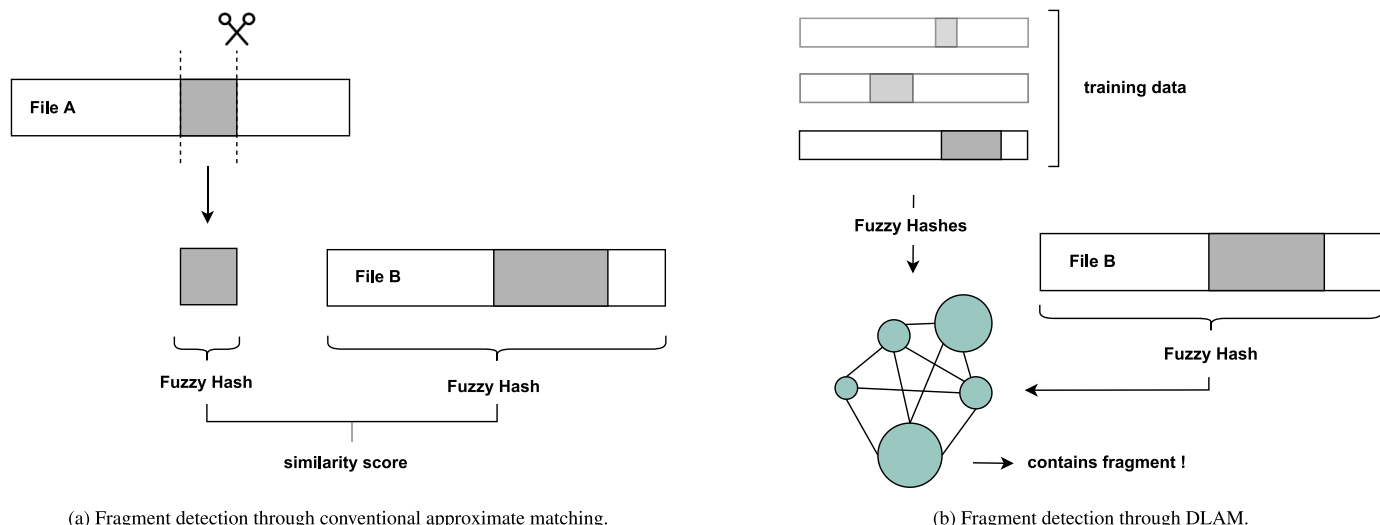 File A
File B
Fuzzy Hash
Fuzzy Hash
similarity score
(a) Fragment detection through conventional approximate matching.
training data
Fuzzy Hashes
File B
Fuzzy Hash
contains fragment !
(b) Fragment detection through DLAM.